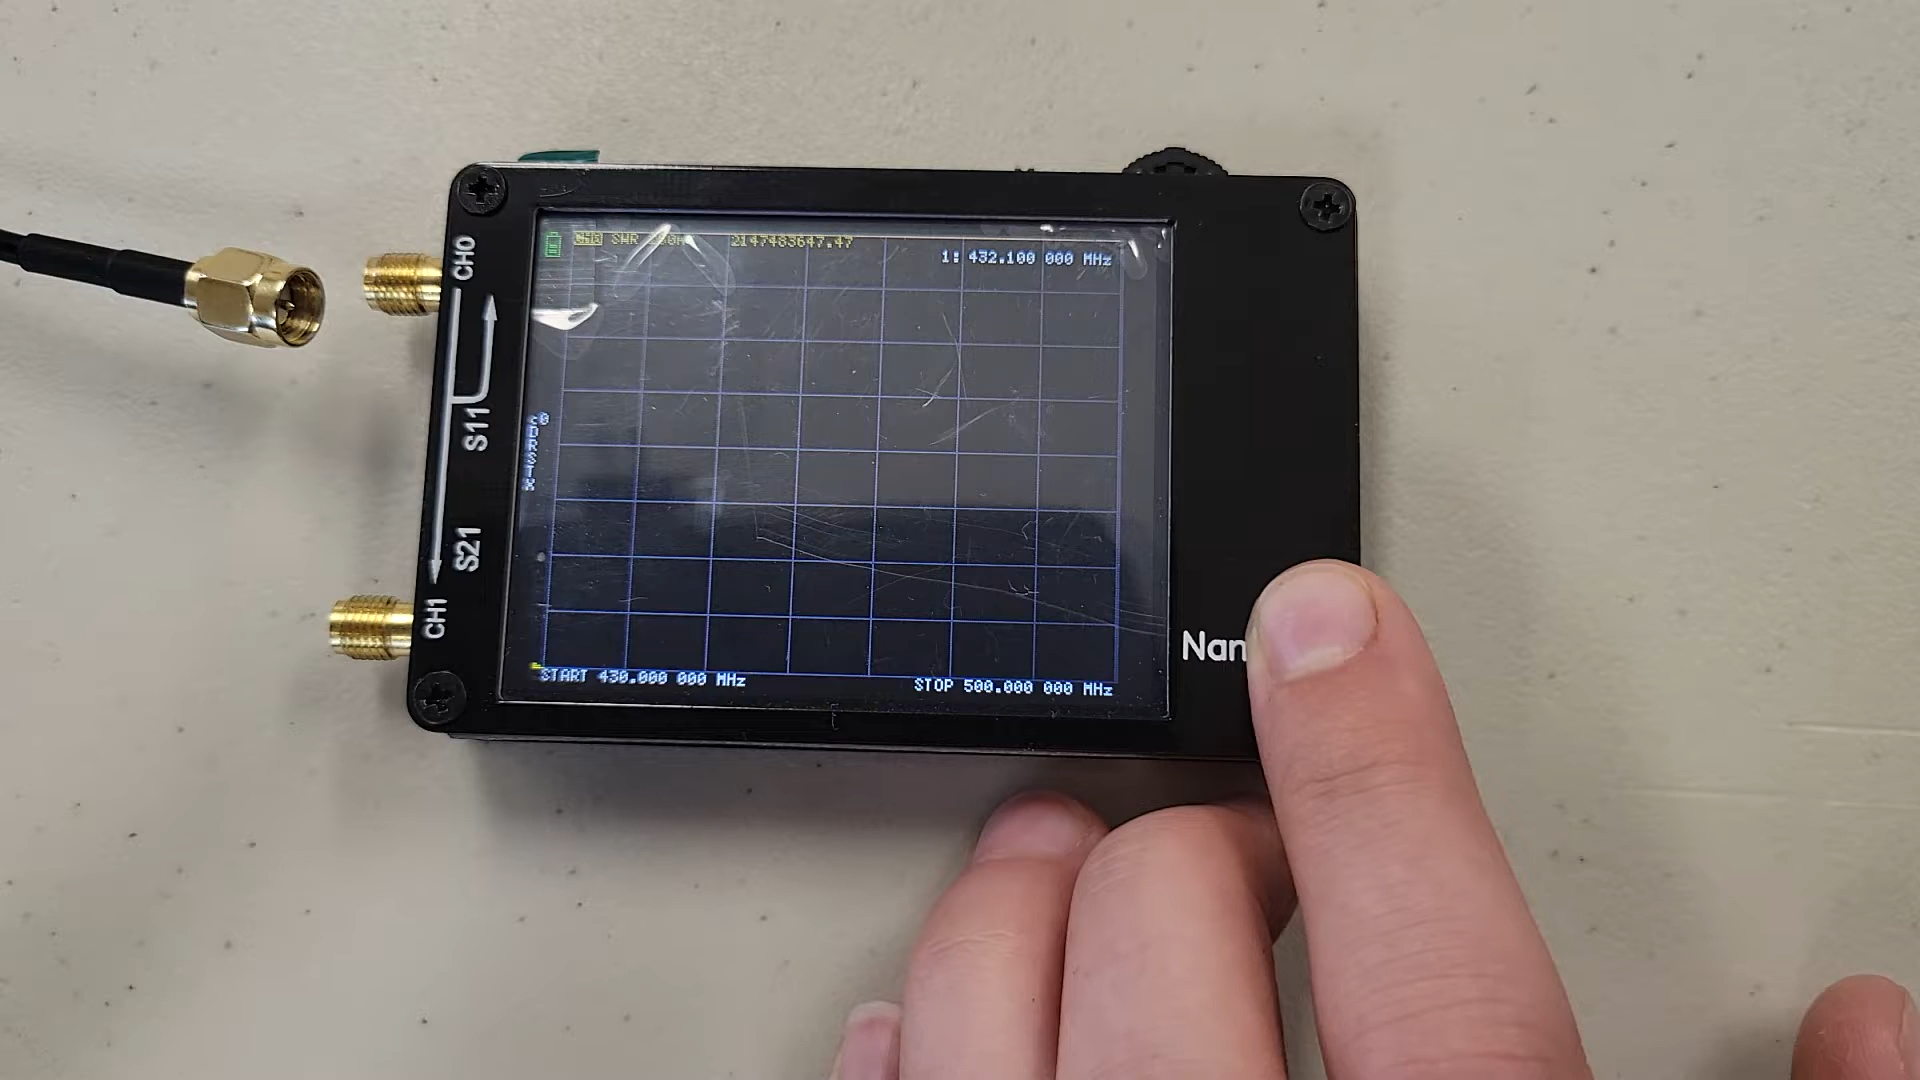 SWR
2147483647.47
1: 432.100 000 MHz
CH0
S11
c0
D
R
S
T
S21
CH1
Nan
START 430.000 000 MHz
STOP 500.000 000 MHz